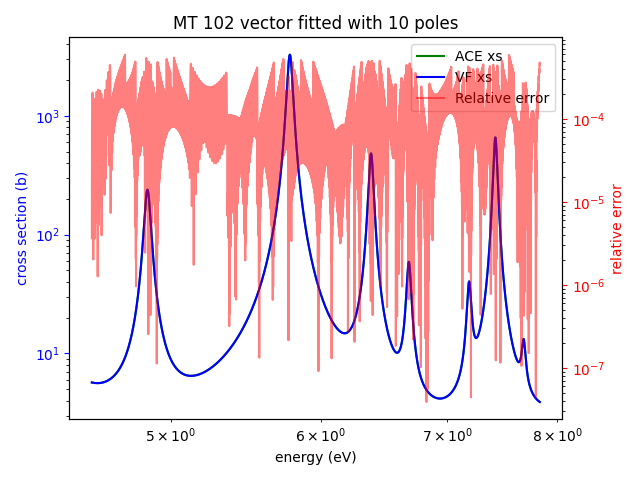 MT 102 vector fitted with 10 poles
ACE xs
VF xs
Relative error
cross section (b)
10³
10²
10¹
relative error
10⁻⁴
10⁻⁵
10⁻⁶
10⁻⁷
5 × 10⁰
6 × 10⁰
7 × 10⁰
8 × 10⁰
energy (eV)